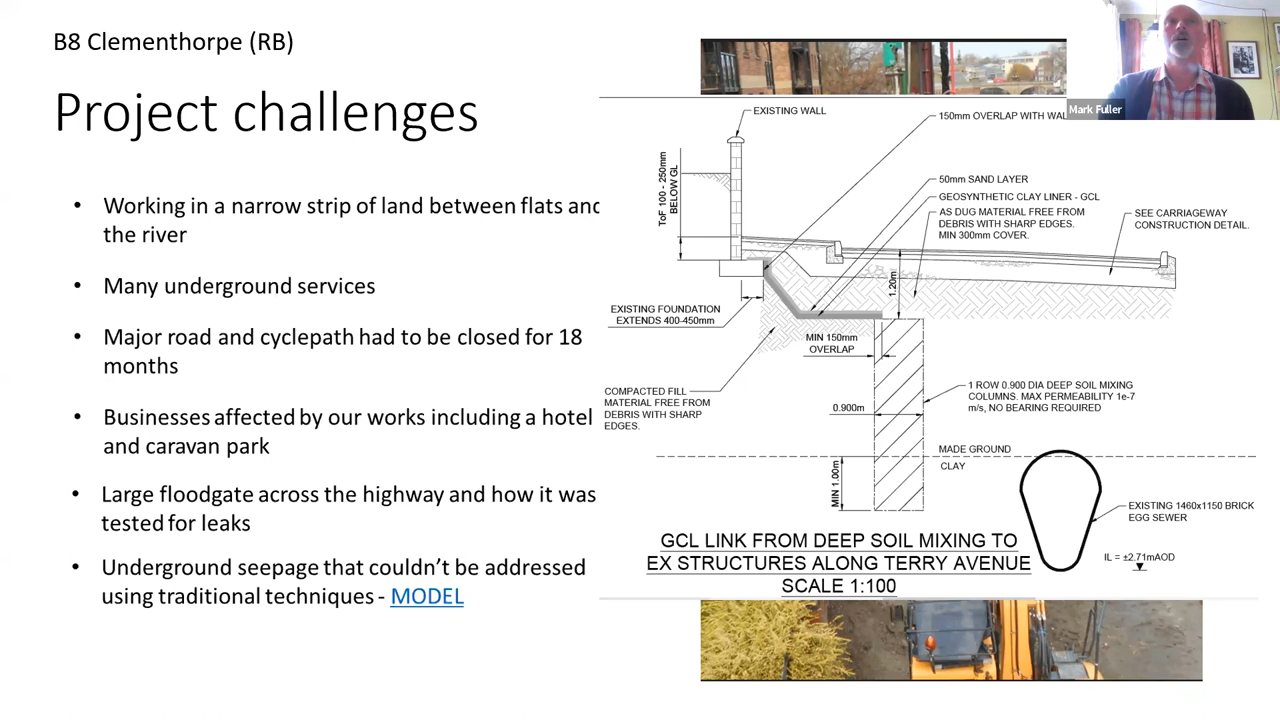 B8 Clementhorpe (RB)
Project challenges
• Working in a narrow strip of land between flats and
the river
• Many underground services
• Major road and cyclepath had to be closed for 18
months
• Businesses affected by our works including a hotel
and caravan park
• Large floodgate across the highway and how it was
tested for leaks
• Underground seepage that couldn't be addressed
using traditional techniques - MODEL
Mark Fuller
EXISTING WALL
150mm OVERLAP WITH WAL
ToF 100 - 250mm
BELOW GL
50mm SAND LAYER
GEOSYNTHETIC CLAY LINER - GCL
AS DUG MATERIAL FREE FROM
DEBRIS WITH SHARP EDGES.
MIN 300mm COVER.
SEE CARRIAGEWAY
CONSTRUCTION DETAIL.
1.20m
EXISTING FOUNDATION
EXTENDS 400-450mm
MIN 150mm
OVERLAP
COMPACTED FILL
MATERIAL FREE FROM
DEBRIS WITH SHARP
EDGES.
0.900m
1 ROW 0.900 DIA DEEP SOIL MIXING
COLUMNS. MAX PERMEABILITY 1e-7
m/s, NO BEARING REQUIRED
MADE GROUND
CLAY
MIN 1.00m
EXISTING 1460x1150 BRICK
EGG SEWER
IL = ±2.71mAOD
GCL LINK FROM DEEP SOIL MIXING TO
EX STRUCTURES ALONG TERRY AVENUE
SCALE 1:100